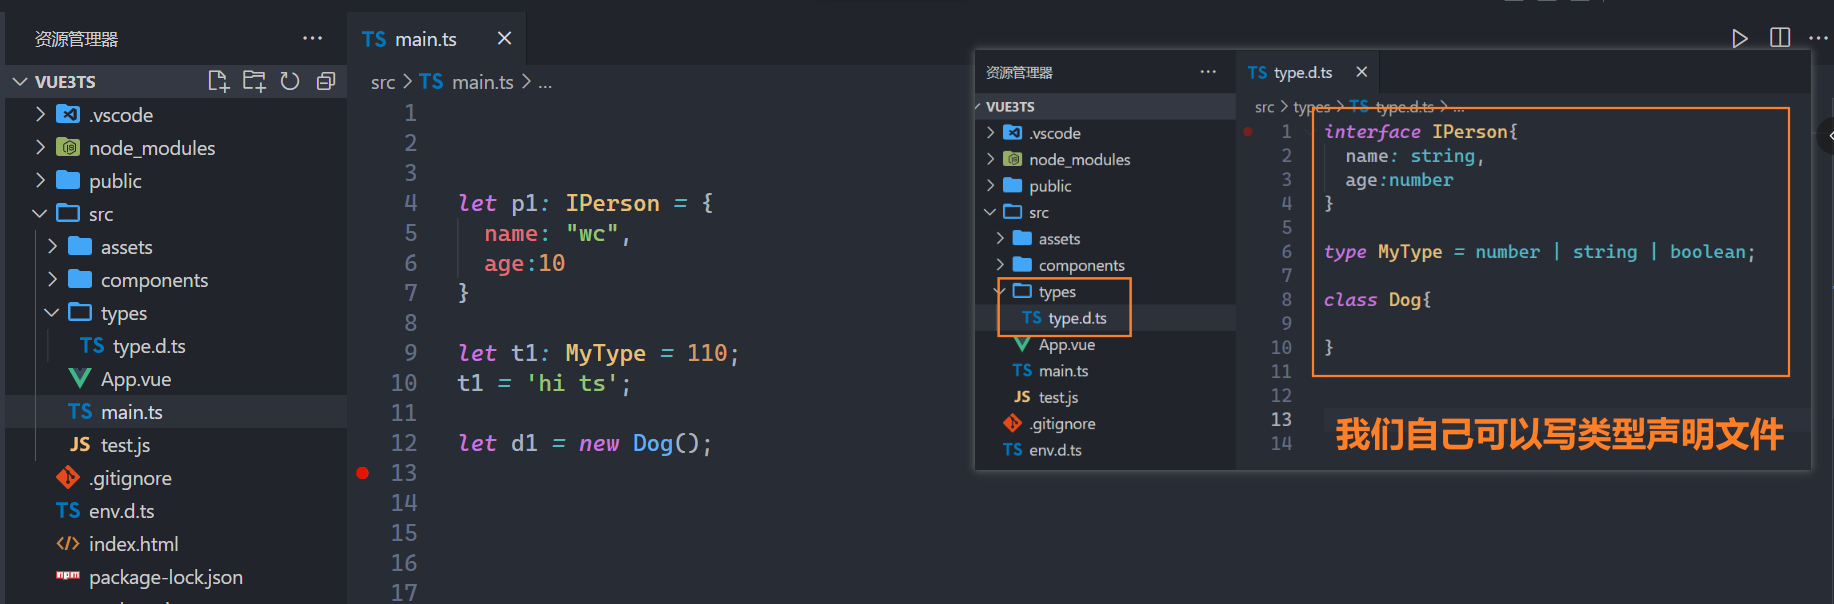 资源管理器
VUE3TS
.vscode
node_modules
public
src
assets
components
types
TS type.d.ts
App.vue
TS main.ts
JS test.js
.gitignore
TS env.d.ts
index.html
package-lock.json
TS main.ts
src > TS main.ts > ...
1
2
3
4 let p1: IPerson = {
5 name: "wc",
6 age:10
7 }
8
9 let t1: MyType = 110;
10 t1 = 'hi ts';
11
12 let d1 = new Dog();
13
14
15
16
17
资源管理器
VUE3TS
.vscode
node_modules
public
src
assets
components
types
TS type.d.ts
App.vue
TS main.ts
JS test.js
.gitignore
TS env.d.ts
TS type.d.ts
src > types > TS type.d.ts > ...
1 interface IPerson{
2 name: string,
3 age:number
4 }
5
6 type MyType = number | string | boolean;
7
8 class Dog{
9
10 }
11
12
13
14
我们自己可以写类型声明文件